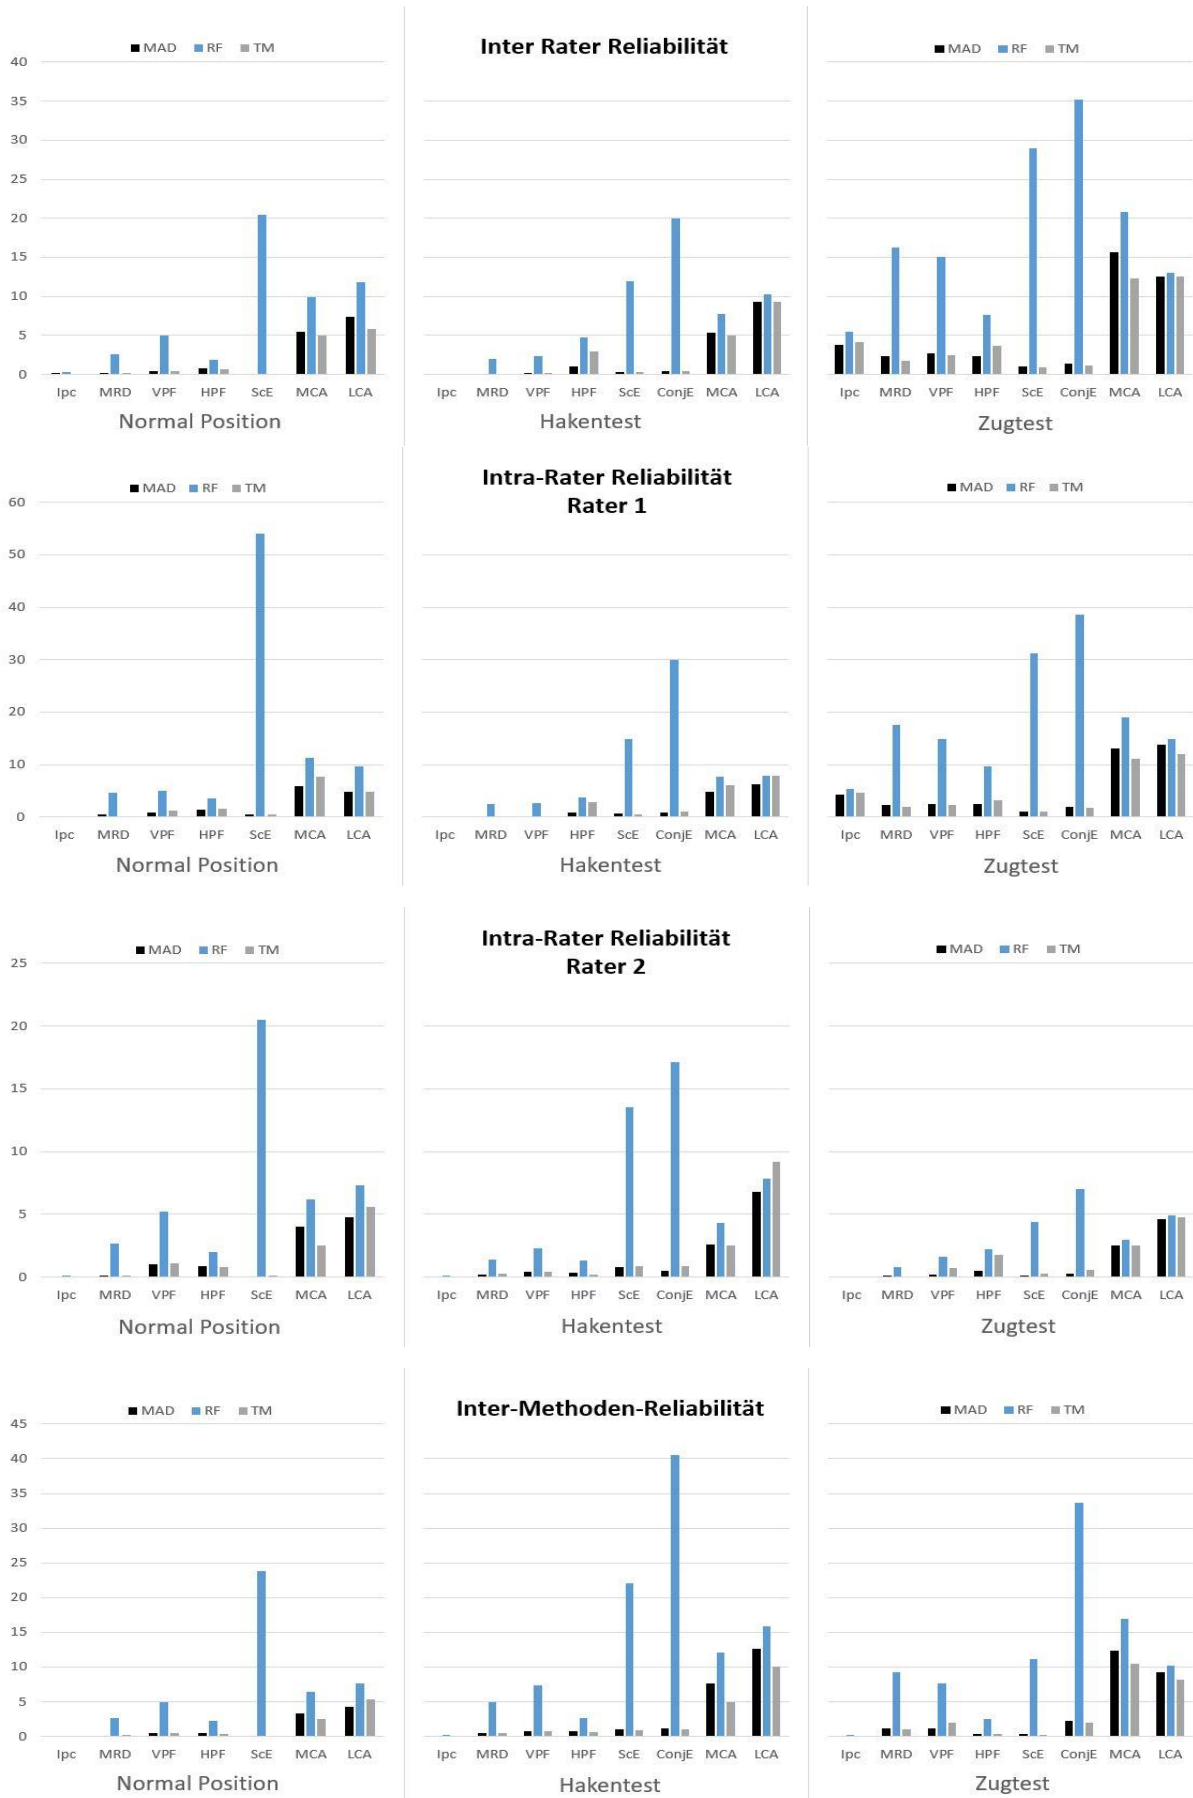 Inter Rater Reliabilität
MAD RF TM
MAD RF TM
40
35
30
25
20
15
10
5
0
Ipc MRD VPF HPF ScE MCA LCA
Normal Position
Ipc MRD VPF HPF ScE ConjE MCA LCA
Hakentest
Ipc MRD VPF HPF ScE ConjE MCA LCA
Zugtest
Intra-Rater Reliabilität
Rater 1
MAD RF TM
MAD RF TM
60
50
40
30
20
10
0
Ipc MRD VPF HPF ScE MCA LCA
Normal Position
Ipc MRD VPF HPF ScE ConjE MCA LCA
Hakentest
Ipc MRD VPF HPF ScE ConjE MCA LCA
Zugtest
Intra-Rater Reliabilität
Rater 2
MAD RF TM
MAD RF TM
25
20
15
10
5
0
Ipc MRD VPF HPF ScE MCA LCA
Normal Position
Ipc MRD VPF HPF ScE ConjE MCA LCA
Hakentest
Ipc MRD VPF HPF ScE ConjE MCA LCA
Zugtest
Inter-Methoden-Reliabilität
MAD RF TM
MAD RF TM
45
40
35
30
25
20
15
10
5
0
Ipc MRD VPF HPF ScE MCA LCA
Normal Position
Ipc MRD VPF HPF ScE ConjE MCA LCA
Hakentest
Ipc MRD VPF HPF ScE ConjE MCA LCA
Zugtest